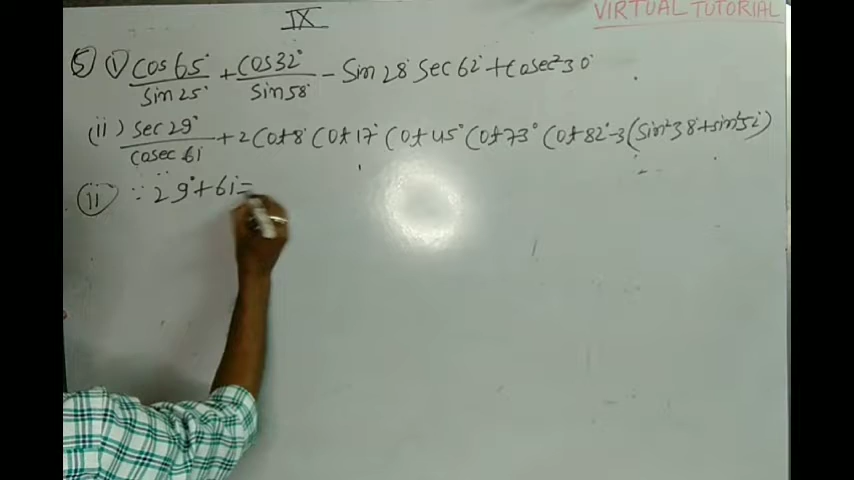 IX
VIRTUAL TUTORIAL
5 i) Cos 65° / Sin 25° + Cos 32° / Sin 58° - Sin 28° Sec 62° + Cosec² 30°
(ii) Sec 29° / Cosec 61° + 2 Cot 8° Cot 17° Cot 45° Cot 73° Cot 82° - 3 (Sin² 38° + Sin² 52°)
ii ∵ 29° + 61° =